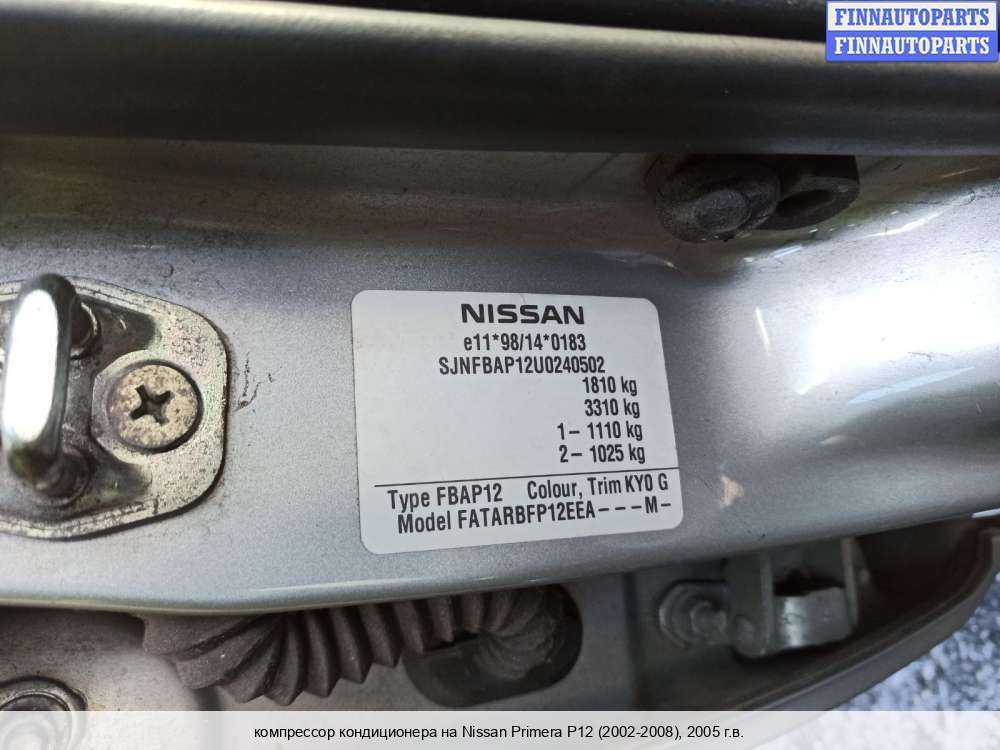 FINNAUTOPARTS
FINNAUTOPARTS
NISSAN
e11*98/14*0183
SJNFBAP12U0240502
1810 kg
3310 kg
1– 1110 kg
2– 1025 kg
Type FBAP12 Colour, Trim KY0 G
Model FATARBFP12EEA– – – M–
компрессор кондиционера на Nissan Primera P12 (2002-2008), 2005 г.в.